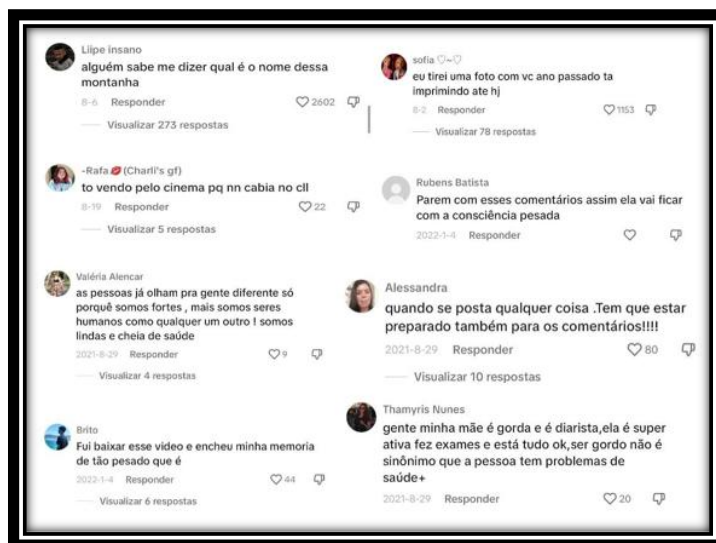 Liipe insano
alguém sabe me dizer qual é o nome dessa
montanha
8-6 Responder 2602
Visualizar 273 respostas
-Rafa💋(Charli's gf)
to vendo pelo cinema pq nn cabia no cll
8-19 Responder 22
Visualizar 5 respostas
Valéria Alencar
as pessoas já olham pra gente diferente só
porquê somos fortes , mais somos seres
humanos como qualquer um outro ! somos
lindas e cheia de saúde
2021-8-29 Responder 9
Visualizar 4 respostas
Brito
Fui baixar esse video e encheu minha memoria
de tão pesado que é
2022-1-4 Responder 44
Visualizar 6 respostas
sofia ♡~♡
eu tirei uma foto com vc ano passado ta
imprimindo ate hj
8-2 Responder 1153
Visualizar 78 respostas
Rubens Batista
Parem com esses comentários assim ela vai ficar
com a consciência pesada
2022-1-4 Responder
Alessandra
quando se posta qualquer coisa .Tem que estar
preparado também para os comentários!!!!
2021-8-29 Responder 80
Visualizar 10 respostas
Thamyris Nunes
gente minha mãe é gorda e é diarista,ela é super
ativa fez exames e está tudo ok,ser gordo não é
sinônimo que a pessoa tem problemas de
saúde+
2021-8-29 Responder 20